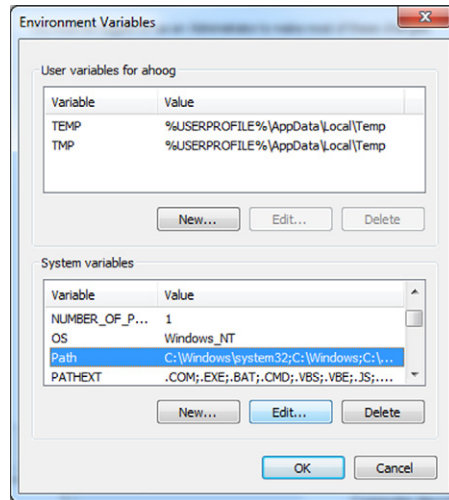 Environment Variables
User variables for ahoog
Variable Value
TEMP %USERPROFILE%\AppData\Local\Temp
TMP %USERPROFILE%\AppData\Local\Temp
New... Edit... Delete
System variables
Variable Value
NUMBER_OF_P... 1
OS Windows_NT
Path C:\Windows\system32;C:\Windows;C:\...
PATHEXT .COM;.EXE;.BAT;.CMD;.VBS;.VBE;.JS;....
New... Edit... Delete
OK Cancel